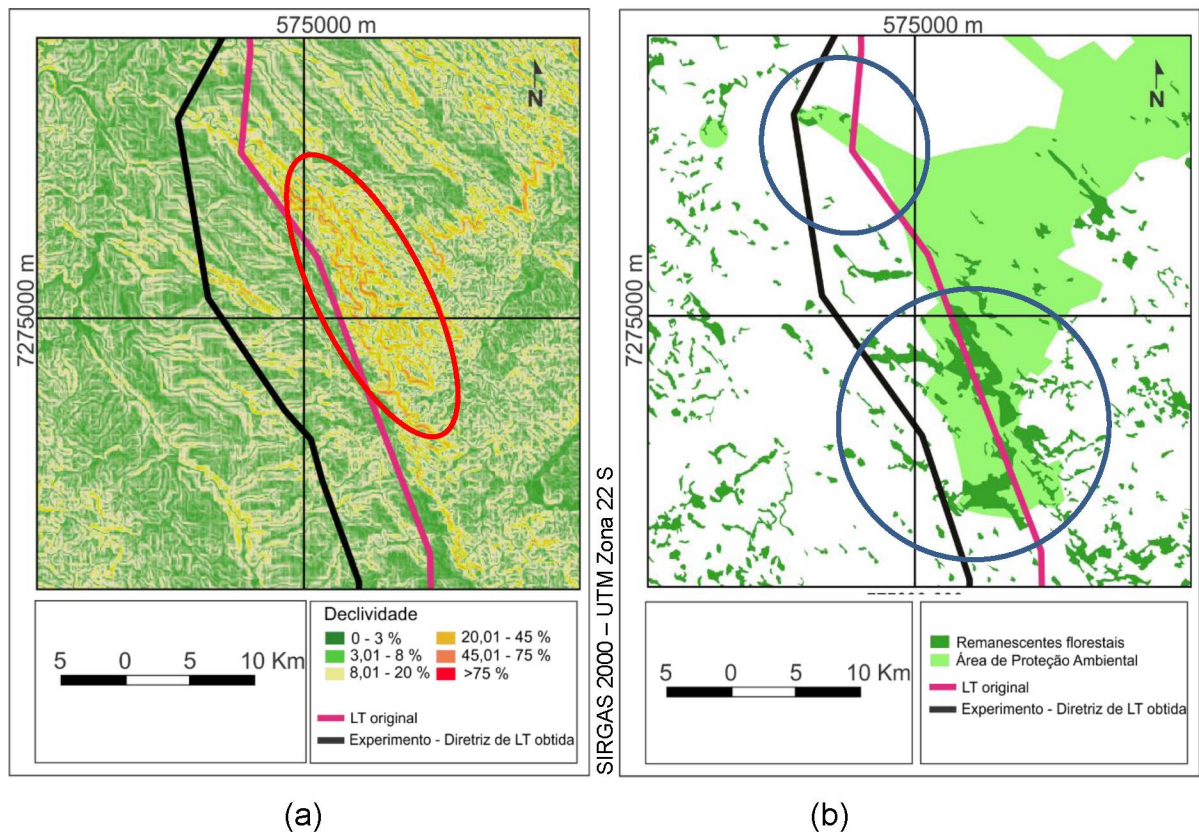 575000 m
N
7275000 m
Declividade
0 - 3 %
3,01 - 8 %
8,01 - 20 %
20,01 - 45 %
45,01 - 75 %
>75 %
5 0 5 10 Km
LT original
Experimento - Diretriz de LT obtida
(a)
SIRGAS 2000 – UTM Zona 22 S
575000 m
N
7275000 m
5 0 5 10 Km
Remanescentes florestais
Área de Proteção Ambiental
LT original
Experimento - Diretriz de LT obtida
(b)